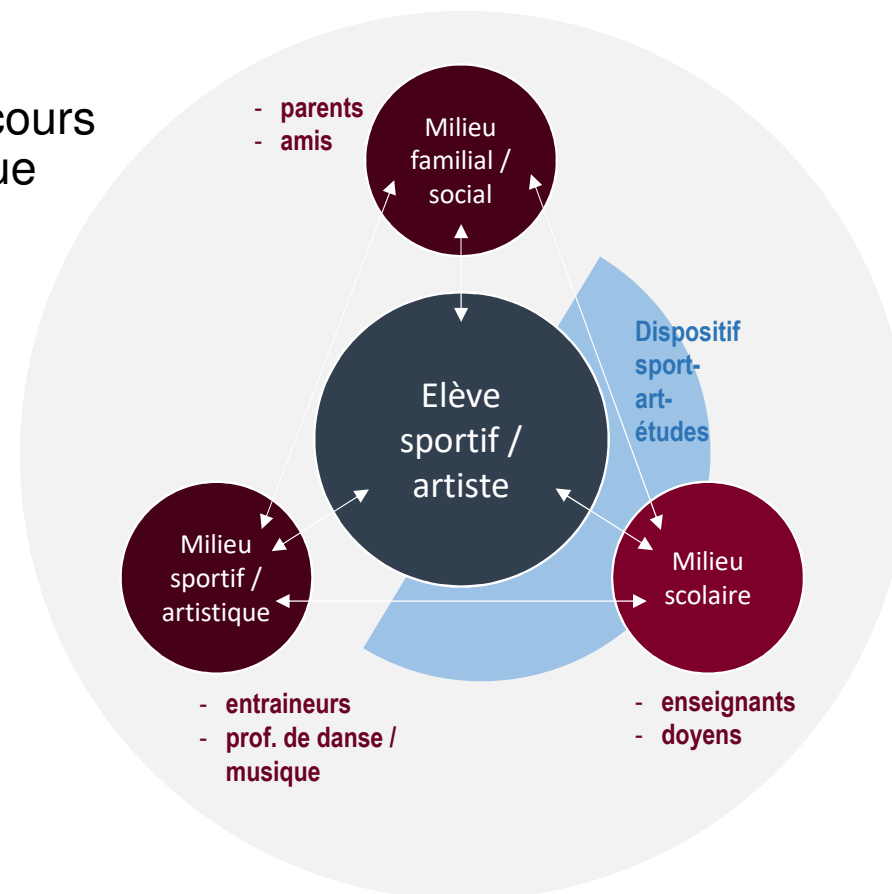 cours
ue
- parents
- amis
Milieu
familial /
social
Dispositif
sport-
art-
études
Elève
sportif /
artiste
Milieu
sportif /
artistique
Milieu
scolaire
- entraineurs
- prof. de danse /
musique
- enseignants
- doyens